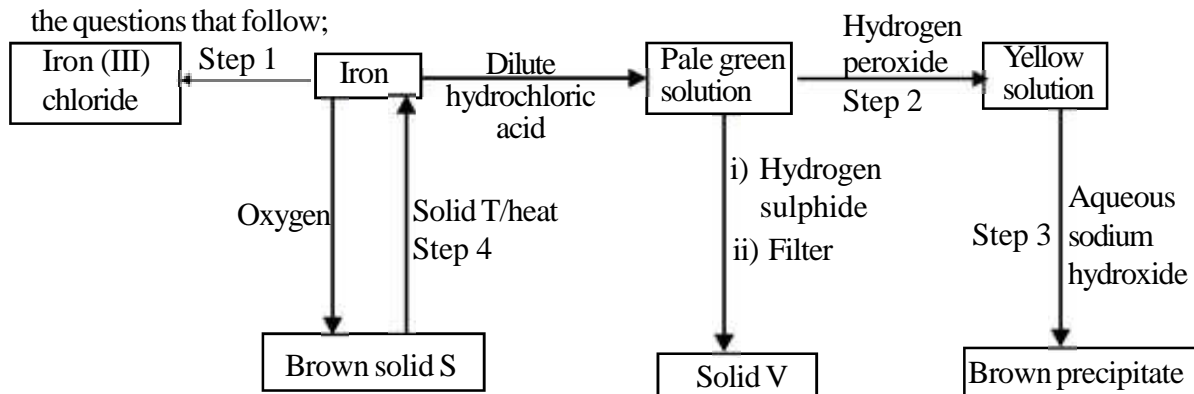 the questions that follow;
Iron (III)
chloride
Step 1
Iron
Dilute
hydrochloric
acid
Pale green
solution
Hydrogen
peroxide
Step 2
Yellow
solution
Oxygen
Solid T/heat
Step 4
i) Hydrogen
sulphide
ii) Filter
Step 3
Aqueous
sodium
hydroxide
Brown solid S
Solid V
Brown precipitate